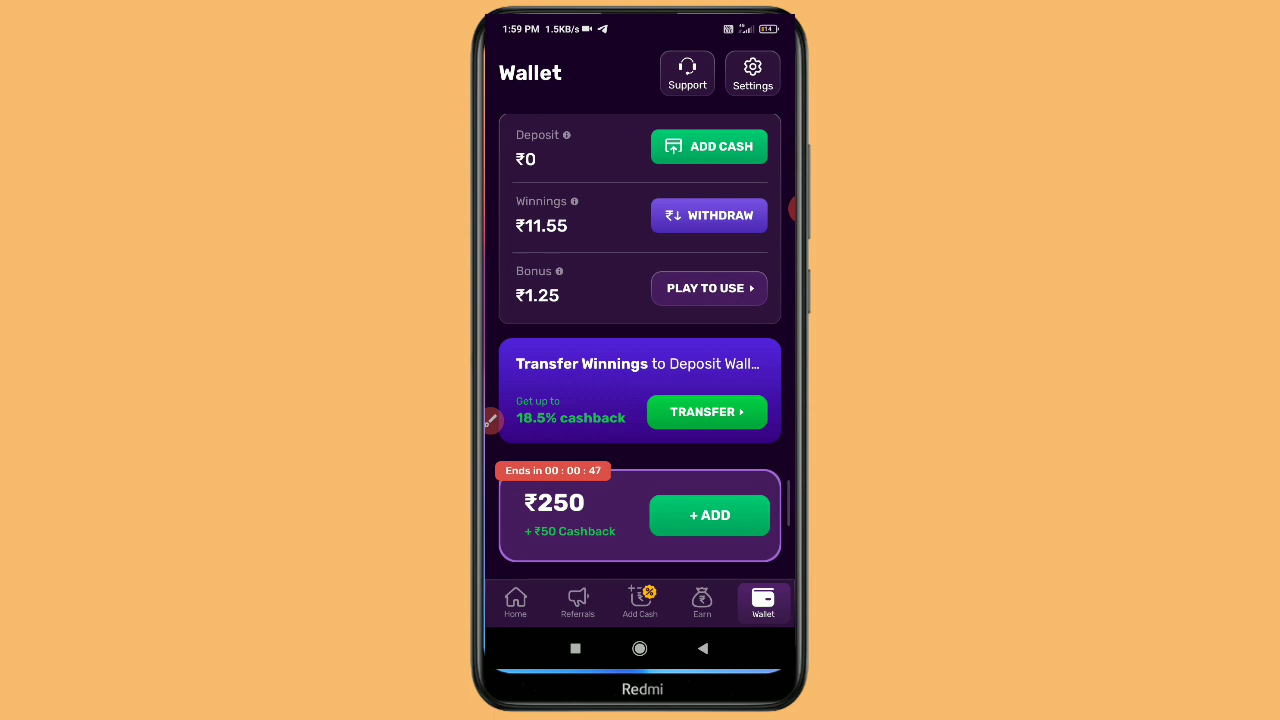 1:59 PM 1.5KB/s
4G
14
Wallet
Support
Settings
Deposit
₹0
ADD CASH
Winnings
₹11.55
₹↓ WITHDRAW
Bonus
₹1.25
PLAY TO USE
Transfer Winnings to Deposit Wall...
Get up to
18.5% cashback
TRANSFER
Ends in 00 : 00 : 47
₹250
+ ₹50 Cashback
+ ADD
Home
Referrals
Add Cash
Earn
Wallet
Redmi